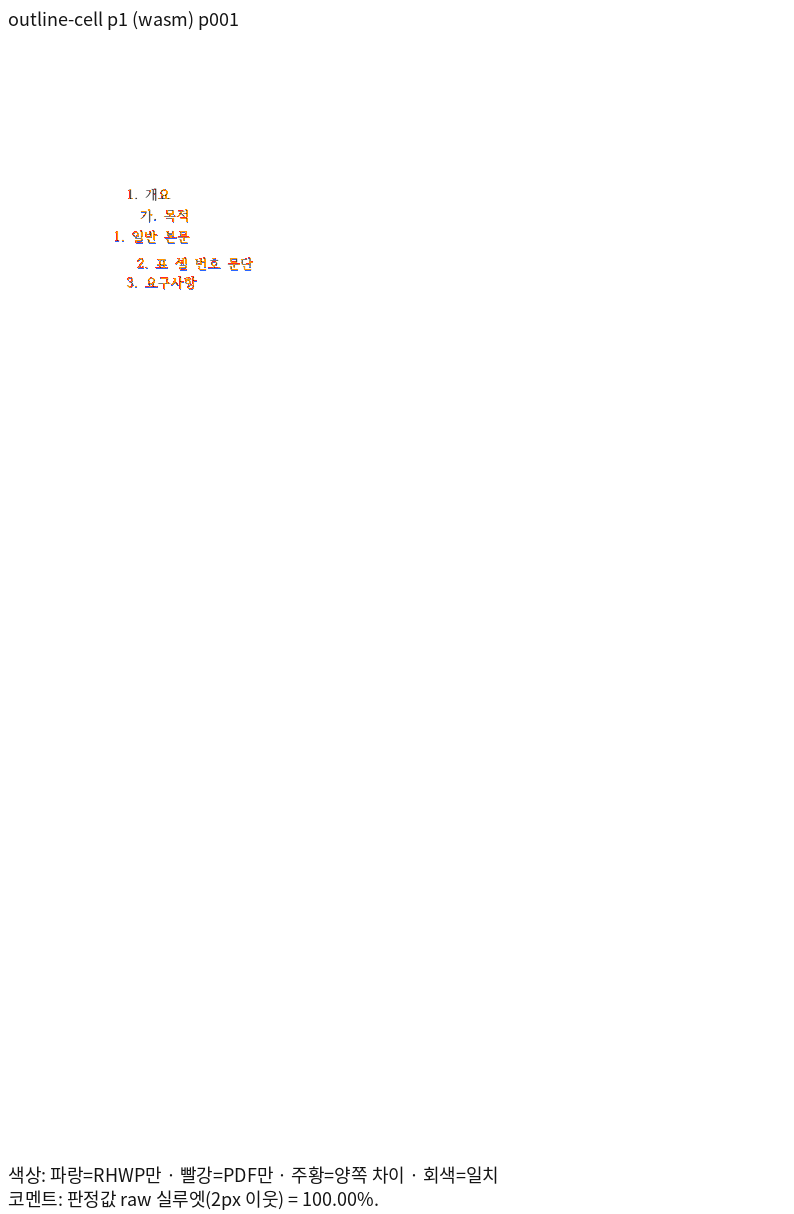 outline-cell p1 (wasm) p001
1. 개요
가. 목적
1. 일반 본문
2. 표 셀 번호 문단
3. 요구사항
색상: 파랑=RHWP만 · 빨강=PDF만 · 주황=양쪽 차이 · 회색=일치
코멘트: 판정값 raw 실루엣(2px 이웃) = 100.00%.